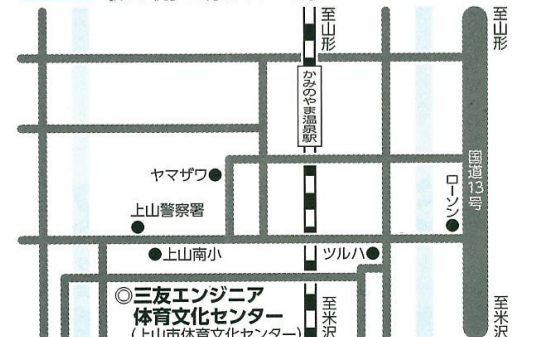 至山形
至山形
かみのやま温泉駅
国道13号
ヤマザワ
ローソン
上山警察署
上山南小
ツルハ
◎三友エンジニア
体育文化センター
(上山市体育文化センター)
至米沢
至米沢